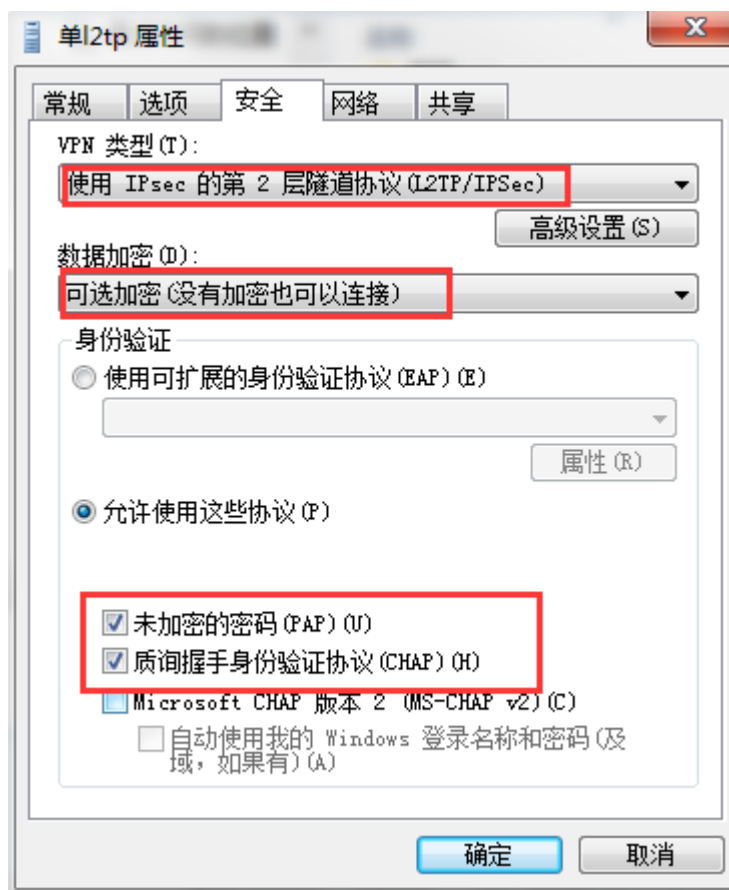 单l2tp 属性
常规 选项 安全 网络 共享
VPN 类型(T):
使用 IPsec 的第 2 层隧道协议(L2TP/IPSec)
高级设置(S)
数据加密(D):
可选加密(没有加密也可以连接)
身份验证
使用可扩展的身份验证协议(EAP)(E)
属性(R)
允许使用这些协议(P)
未加密的密码(PAP)(U)
质询握手身份验证协议(CHAP)(H)
Microsoft CHAP 版本 2 (MS-CHAP v2)(C)
自动使用我的 Windows 登录名称和密码(及
域，如果有)(A)
确定 取消